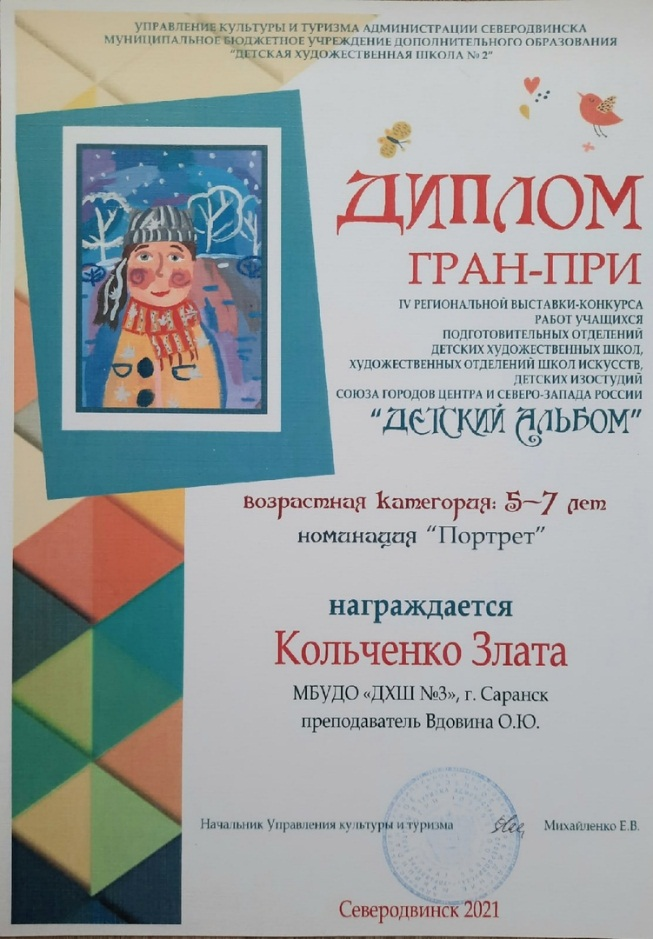 УПРАВЛЕНИЕ КУЛЬТУРЫ И ТУРИЗМА АДМИНИСТРАЦИИ СЕВЕРОДВИНСКА
МУНИЦИПАЛЬНОЕ БЮДЖЕТНОЕ УЧРЕЖДЕНИЕ ДОПОЛНИТЕЛЬНОГО ОБРАЗОВАНИЯ
"ДЕТСКАЯ ХУДОЖЕСТВЕННАЯ ШКОЛА № 2"
ДИПЛОМ
ГРАН-ПРИ
IV РЕГИОНАЛЬНОЙ ВЫСТАВКИ-КОНКУРСА
РАБОТ УЧАЩИХСЯ
ПОДГОТОВИТЕЛЬНЫХ ОТДЕЛЕНИЙ
ДЕТСКИХ ХУДОЖЕСТВЕННЫХ ШКОЛ,
ХУДОЖЕСТВЕННЫХ ОТДЕЛЕНИЙ ШКОЛ ИСКУССТВ,
ДЕТСКИХ ИЗОСТУДИЙ
СОЮЗА ГОРОДОВ ЦЕНТРА И СЕВЕРО-ЗАПАДА РОССИИ
"ДЕТСКИЙ АЛЬБОМ"
возрастная категория: 5-7 лет
номинация "Портрет"
награждается
Кольченко Злата
МБУДО «ДХШ №3», г. Саранск
преподаватель Вдовина О.Ю.
Начальник Управления культуры и туризма Михайленко Е.В.
Северодвинск 2021